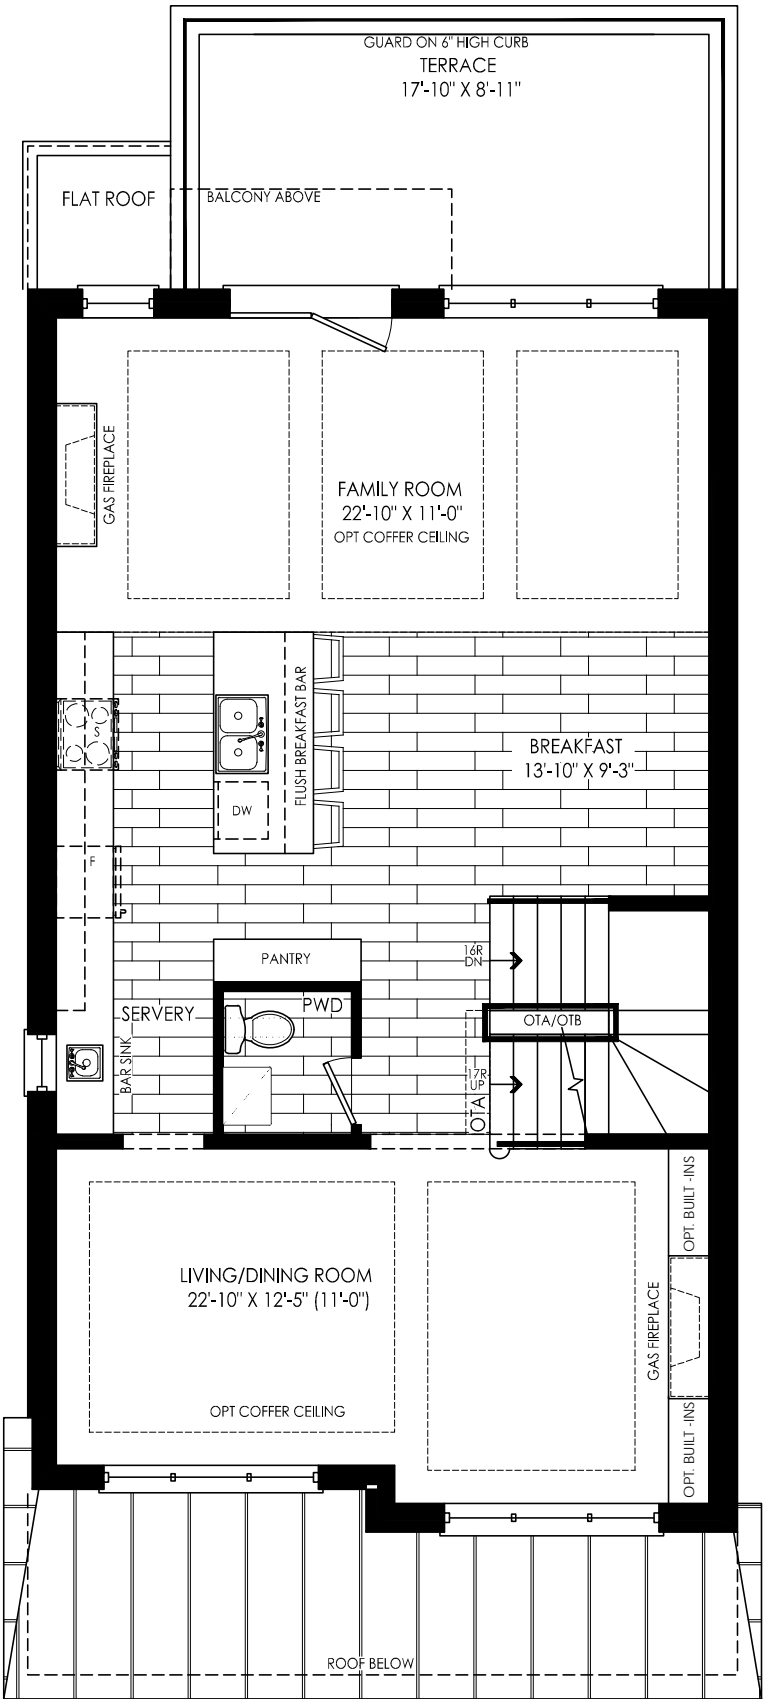 GUARD ON 6" HIGH CURB
TERRACE
17'-10" X 8'-11"
FLAT ROOF
BALCONY ABOVE
GAS FIREPLACE
FAMILY ROOM
22'-10" X 11'-0"
OPT COFFER CEILING
S
FLUSH BREAKFAST BAR
BREAKFAST
13'-10" X 9'-3"
DW
F
PANTRY
16R
DN
SERVERY
PWD
OTA/OTB
BAR SINK
17R
UP
OTA
OPT. BUILT-INS
LIVING/DINING ROOM
22'-10" X 12'-5" (11'-0")
GAS FIREPLACE
OPT COFFER CEILING
OPT. BUILT-INS
ROOF BELOW